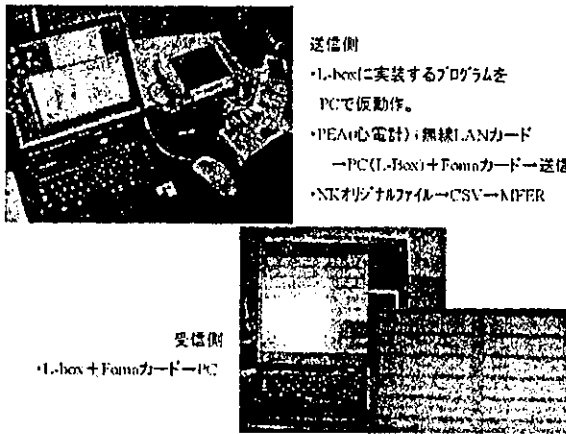 送信側
・L-boxに実装するプログラムを
PCで仮動作。
・PEA(心電計)+無線LANカード
→PC(L-Box)+Fomaカード→送信
・NKオリジナルファイル→CSV→MFER
受信側
・L-box+Fomaカード→PC